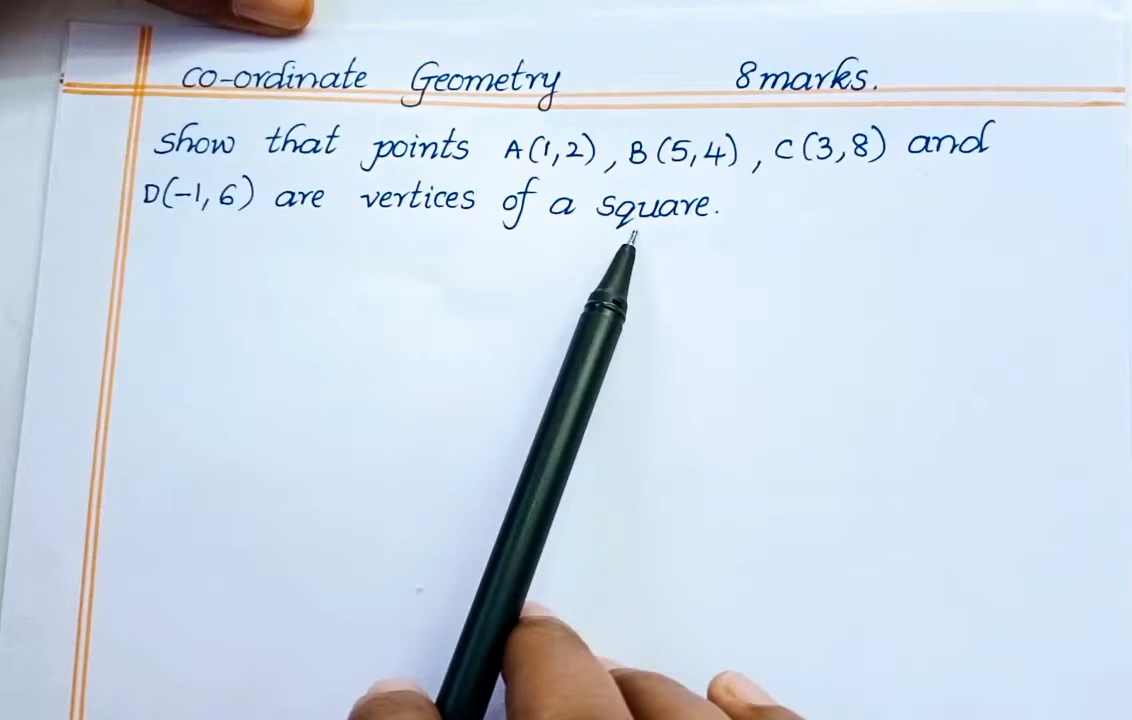 co-ordinate Geometry 8marks.
show that points A(1,2), B(5,4), C(3,8) and
D(-1,6) are vertices of a square.